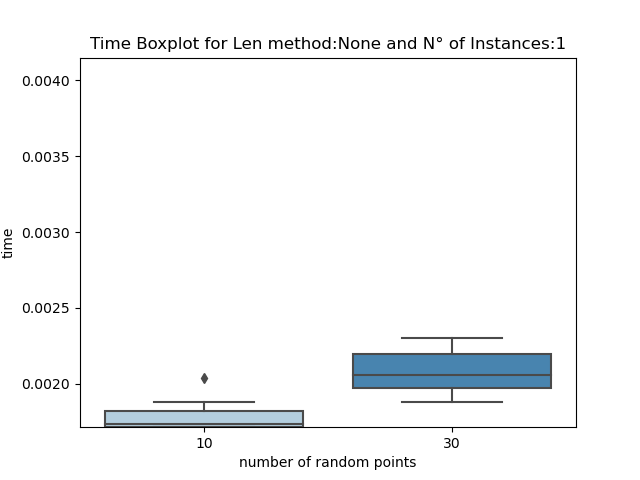 Time Boxplot for Len method:None and N° of Instances:1
0.0040
0.0035
0.0030
0.0025
0.0020
time
10 30
number of random points